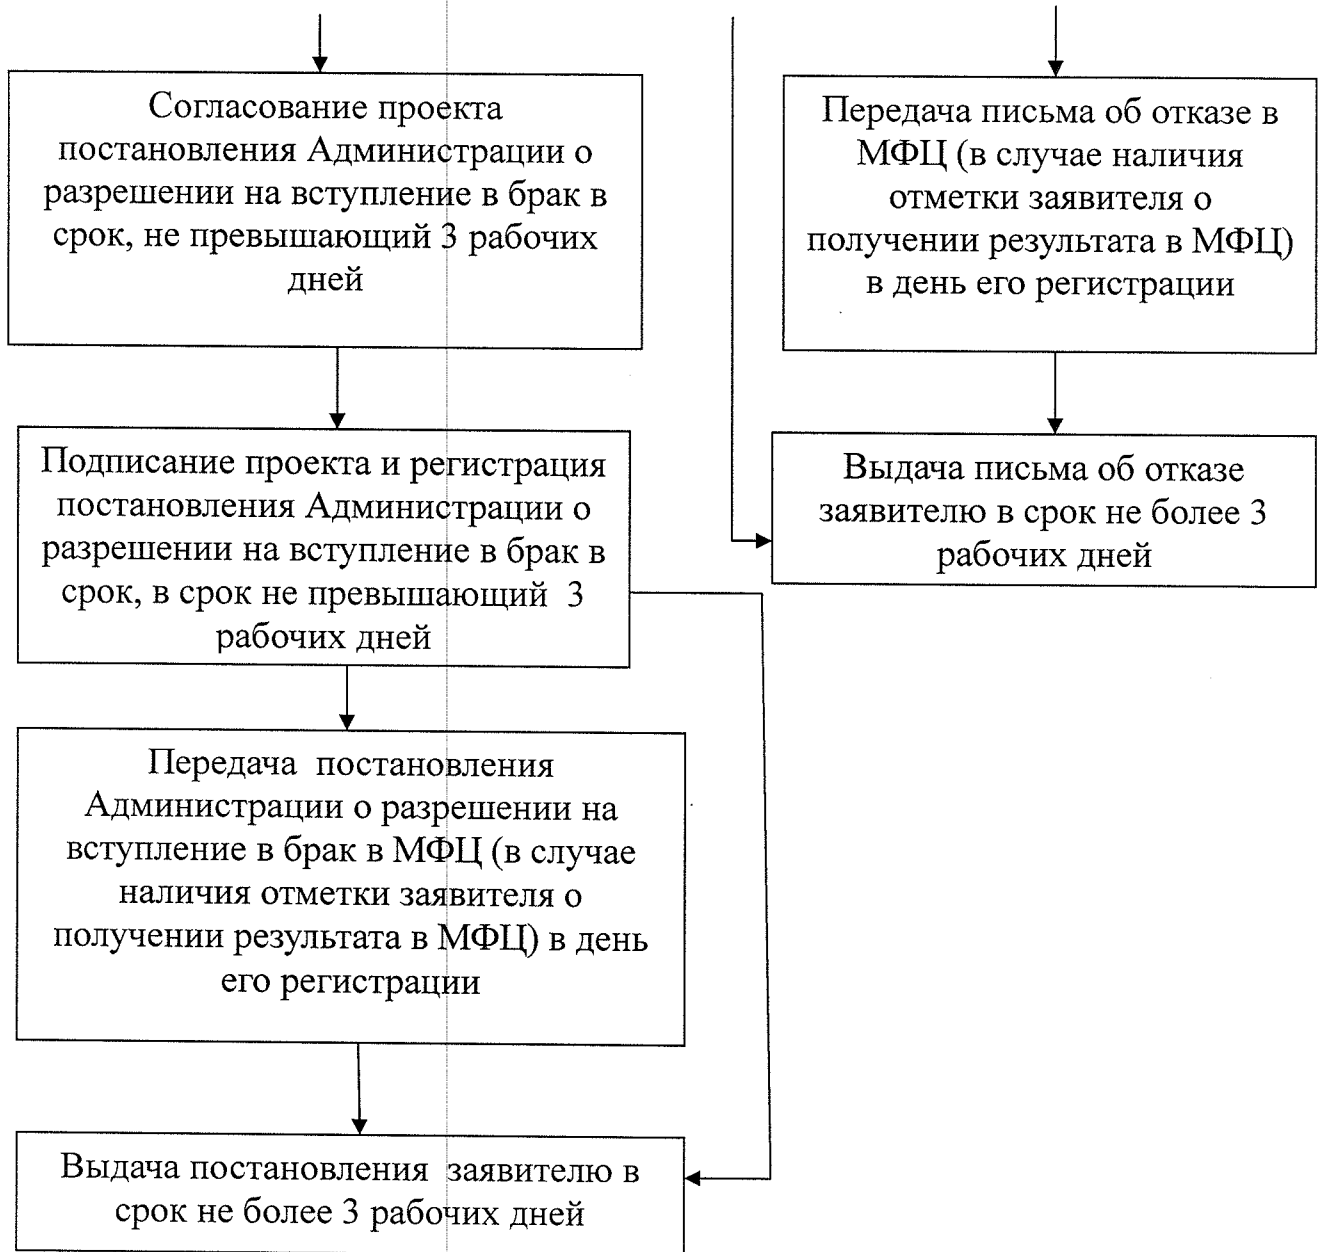 Согласование проекта
постановления Администрации о
разрешении на вступление в брак в
срок, не превышающий 3 рабочих
дней
Передача письма об отказе в
МФЦ (в случае наличия
отметки заявителя о
получении результата в МФЦ)
в день его регистрации
Подписание проекта и регистрация
постановления Администрации о
разрешении на вступление в брак в
срок, в срок не превышающий 3
рабочих дней
Выдача письма об отказе
заявителю в срок не более 3
рабочих дней
Передача постановления
Администрации о разрешении на
вступление в брак в МФЦ (в случае
наличия отметки заявителя о
получении результата в МФЦ) в день
его регистрации
Выдача постановления заявителю в
срок не более 3 рабочих дней